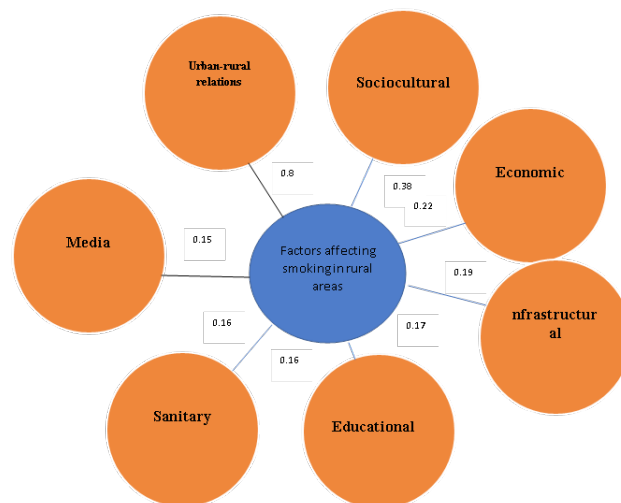 Urban-rural
relations
Sociocultural
Economic
0.8
0.38
0.22
Media
0.15
Factors affecting
smoking in rural
areas
0.19
nfrastructur
al
0.16
0.17
0.16
Sanitary
Educational